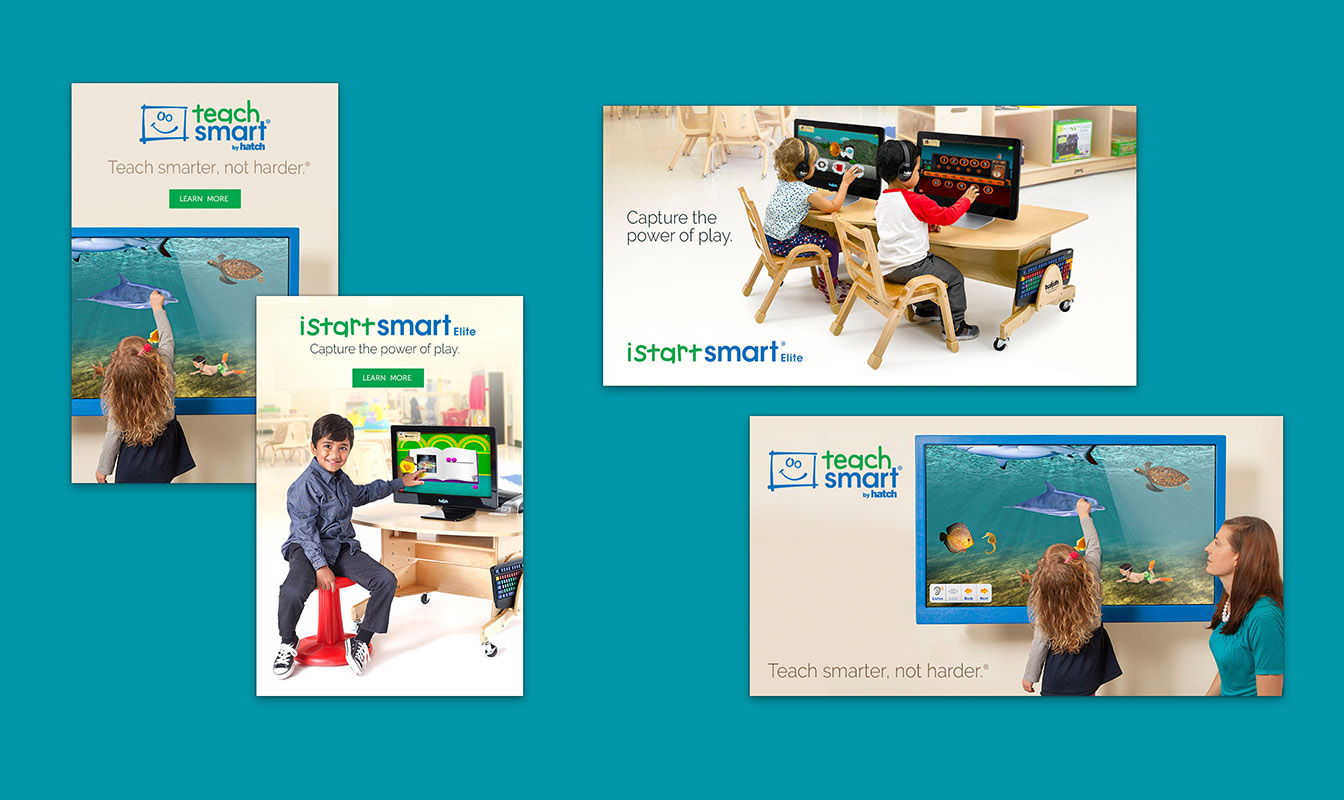 teach
smart®
by hatch
Teach smarter, not harder.®
LEARN MORE
istartsmart Elite
Capture the power of play.
LEARN MORE
hatch
Capture the
power of play.
istartsmart® Elite
hatch
hatch
teach
smart®
by hatch
Back
Next
Teach smarter, not harder.®